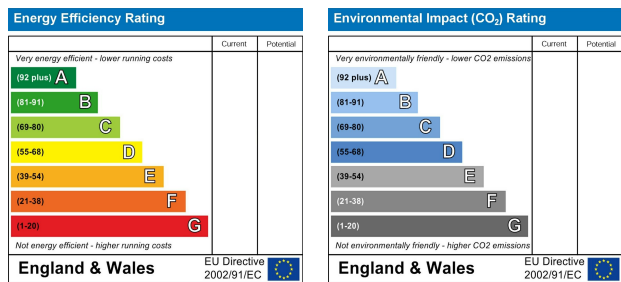 Energy Efficiency Rating
Current Potential
Very energy efficient - lower running costs
(92 plus) A
(81-91) B
(69-80) C
(55-68) D
(39-54) E
(21-38) F
(1-20) G
Not energy efficient - higher running costs
England & Wales
EU Directive
2002/91/EC
Environmental Impact (CO₂) Rating
Current Potential
Very environmentally friendly - lower CO2 emissions
(92 plus) A
(81-91) B
(69-80) C
(55-68) D
(39-54) E
(21-38) F
(1-20) G
Not environmentally friendly - higher CO2 emissions
England & Wales
EU Directive
2002/91/EC